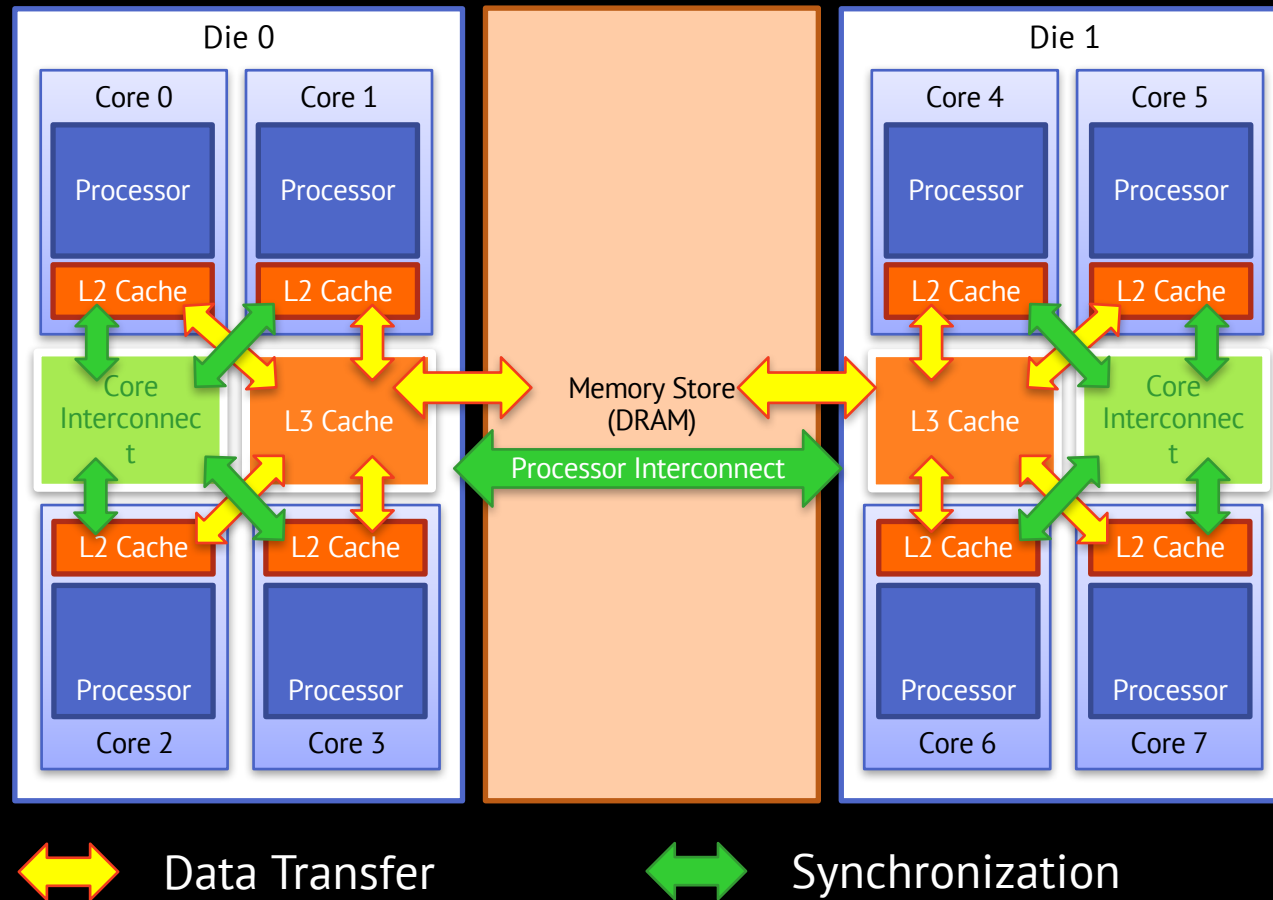 Die 0
Core 0
Processor
L2 Cache
Core 1
Processor
L2 Cache
Core
Interconnec
t
L3 Cache
L2 Cache
Processor
Core 2
L2 Cache
Processor
Core 3
Memory Store
(DRAM)
Processor Interconnect
Die 1
Core 4
Processor
L2 Cache
Core 5
Processor
L2 Cache
L3 Cache
Core
Interconnec
t
L2 Cache
Processor
Core 6
L2 Cache
Processor
Core 7
Data Transfer
Synchronization